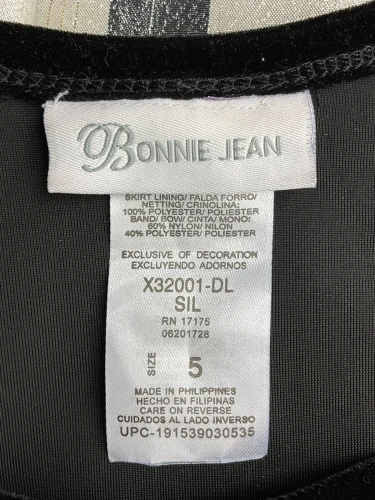 BONNIE JEAN
SKIRT LINING/ FALDA FORRO/
NETTING/ CRINOLINA:
100% POLYESTER/ POLIESTER
BAND/ BOW/ CINTA/ MONO:
60% NYLON/ NILON
40% POLYESTER/ POLIESTER
EXCLUSIVE OF DECORATION
EXCLUYENDO ADORNOS
X32001-DL
SIL
RN 17175
06201728
SIZE 5
MADE IN PHILIPPINES
HECHO EN FILIPINAS
CARE ON REVERSE
CUIDADOS AL LADO INVERSO
UPC-191539030535